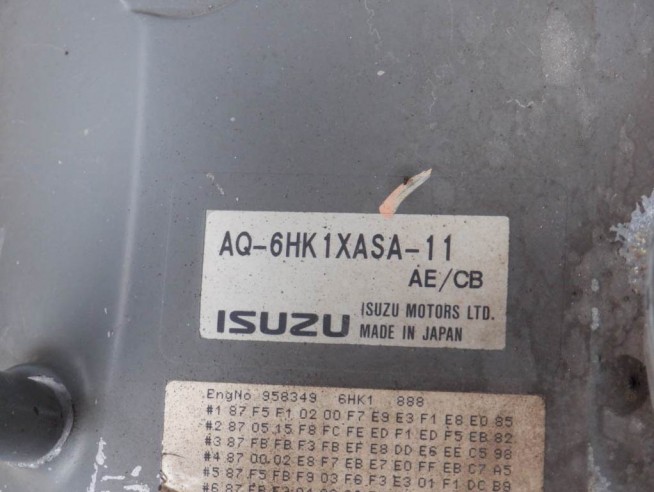 AQ-6HK1XASA-11
AE/CB
ISUZU
ISUZU MOTORS LTD.
MADE IN JAPAN
EngNo 958349 6HK1 888
#1 87 F5 F1 02 00 F7 E9 E3 F1 E8 E0 85
#2 87 05 15 F8 FC FE ED F1 ED F5 EB 82
#3 87 FB FB F3 FB EF E8 DD E6 EE C5 98
#4 87 00 02 E8 F7 EB E7 E0 FF EB C7 A5
#5 87 F5 FB F9 03 F6 F3 E3 01 F1 DC B9